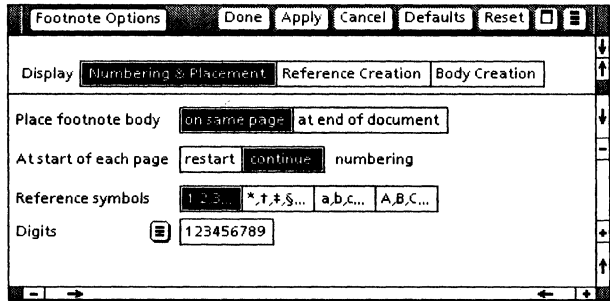 Footnote Options Done Apply Cancel Defaults Reset
Display Numbering & Placement Reference Creation Body Creation
Place footnote body on same page at end of document
At start of each page restart continue numbering
Reference symbols 1,2,3... *,†,‡,§... a,b,c... A,B,C...
Digits 123456789